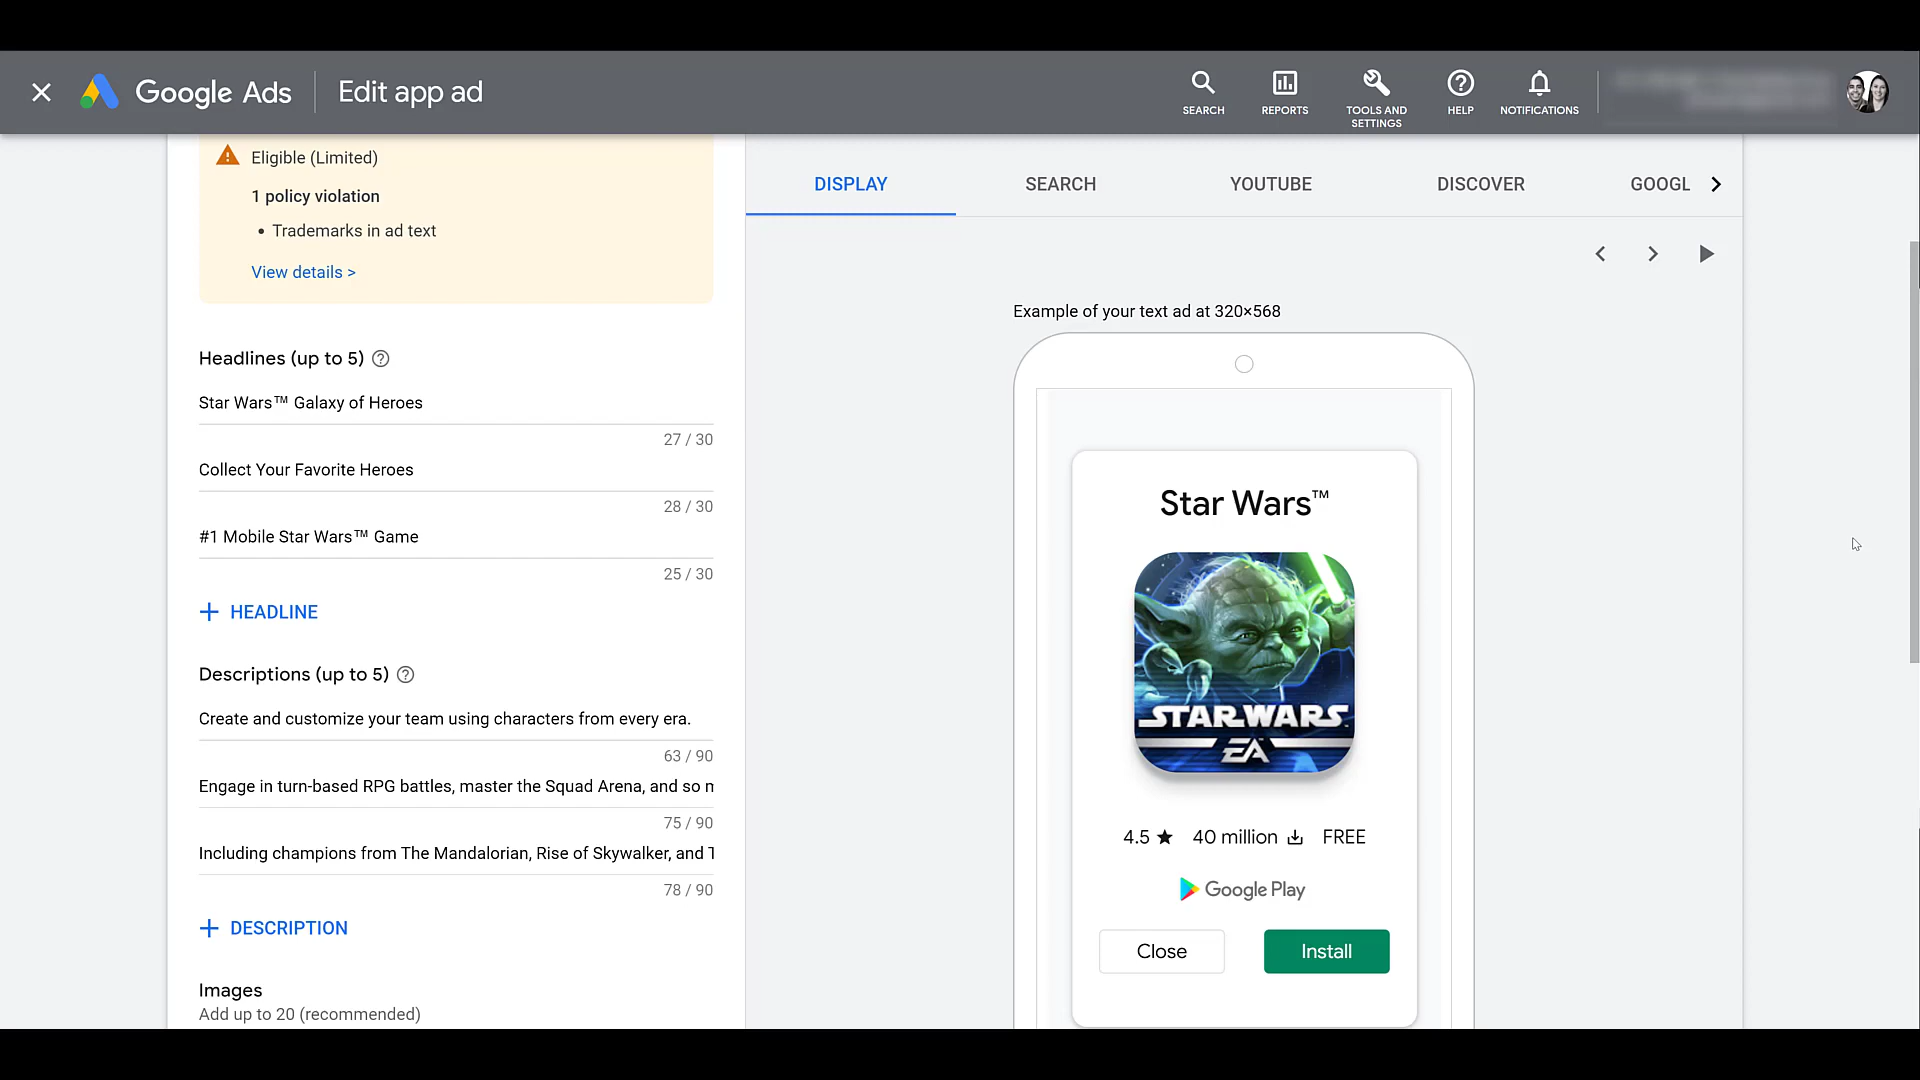 Google Ads
Edit app ad
SEARCH
REPORTS
TOOLS AND
SETTINGS
HELP
NOTIFICATIONS
Eligible (Limited)
1 policy violation
• Trademarks in ad text
View details >
Headlines (up to 5)
Star Wars™ Galaxy of Heroes
27 / 30
Collect Your Favorite Heroes
28 / 30
#1 Mobile Star Wars™ Game
25 / 30
+ HEADLINE
Descriptions (up to 5)
Create and customize your team using characters from every era.
63 / 90
Engage in turn-based RPG battles, master the Squad Arena, and so
75 / 90
Including champions from The Mandalorian, Rise of Skywalker, and
78 / 90
+ DESCRIPTION
Images
Add up to 20 (recommended)
DISPLAY
SEARCH
YOUTUBE
DISCOVER
GOOGL
Example of your text ad at 320×568
Star Wars™
STAR WARS
EA
4.5 ★ 40 million FREE
Google Play
Close
Install